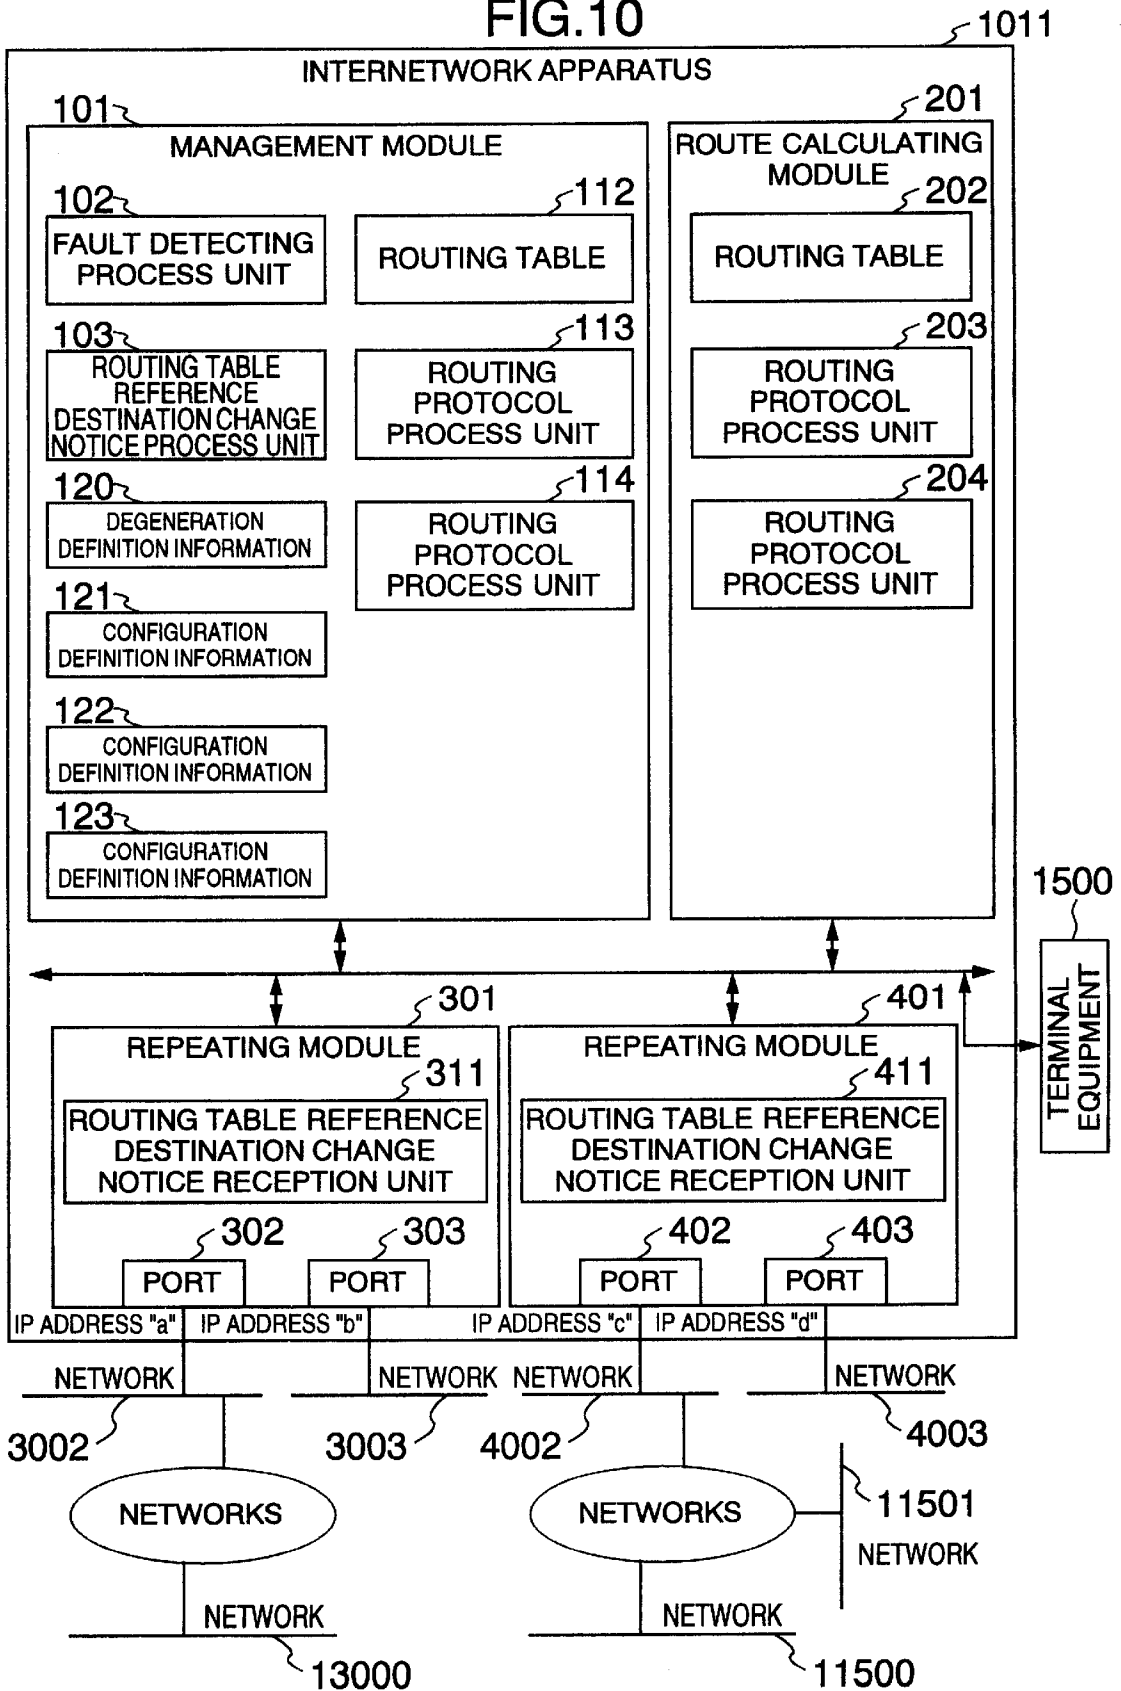 FIG.10
1011
INTERNETWORK APPARATUS
101
MANAGEMENT MODULE
102
FAULT DETECTING
PROCESS UNIT
112
ROUTING TABLE
103
ROUTING TABLE
REFERENCE
DESTINATION CHANGE
NOTICE PROCESS UNIT
113
ROUTING
PROTOCOL
PROCESS UNIT
120
DEGENERATION
DEFINITION INFORMATION
114
ROUTING
PROTOCOL
PROCESS UNIT
121
CONFIGURATION
DEFINITION INFORMATION
122
CONFIGURATION
DEFINITION INFORMATION
123
CONFIGURATION
DEFINITION INFORMATION
201
ROUTE CALCULATING
MODULE
202
ROUTING TABLE
203
ROUTING
PROTOCOL
PROCESS UNIT
204
ROUTING
PROTOCOL
PROCESS UNIT
1500
TERMINAL
EQUIPMENT
301
REPEATING MODULE
311
ROUTING TABLE REFERENCE
DESTINATION CHANGE
NOTICE RECEPTION UNIT
302
PORT
303
PORT
401
REPEATING MODULE
411
ROUTING TABLE REFERENCE
DESTINATION CHANGE
NOTICE RECEPTION UNIT
402
PORT
403
PORT
IP ADDRESS "a"
IP ADDRESS "b"
IP ADDRESS "c"
IP ADDRESS "d"
NETWORK
NETWORK
NETWORK
NETWORK
3002
3003
4002
4003
NETWORKS
NETWORKS
11501
NETWORK
NETWORK
13000
NETWORK
11500